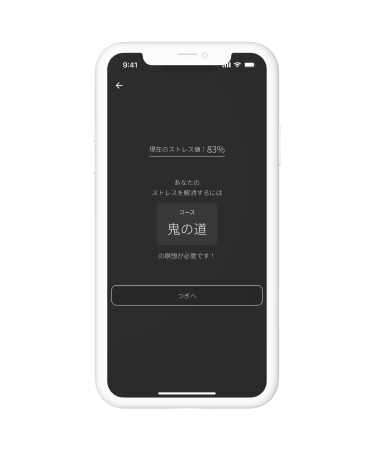 9:41
現在のストレス値：83%
あなたの
ストレスを解消するには
コース
鬼の道
の瞑想が必要です！
つぎへ